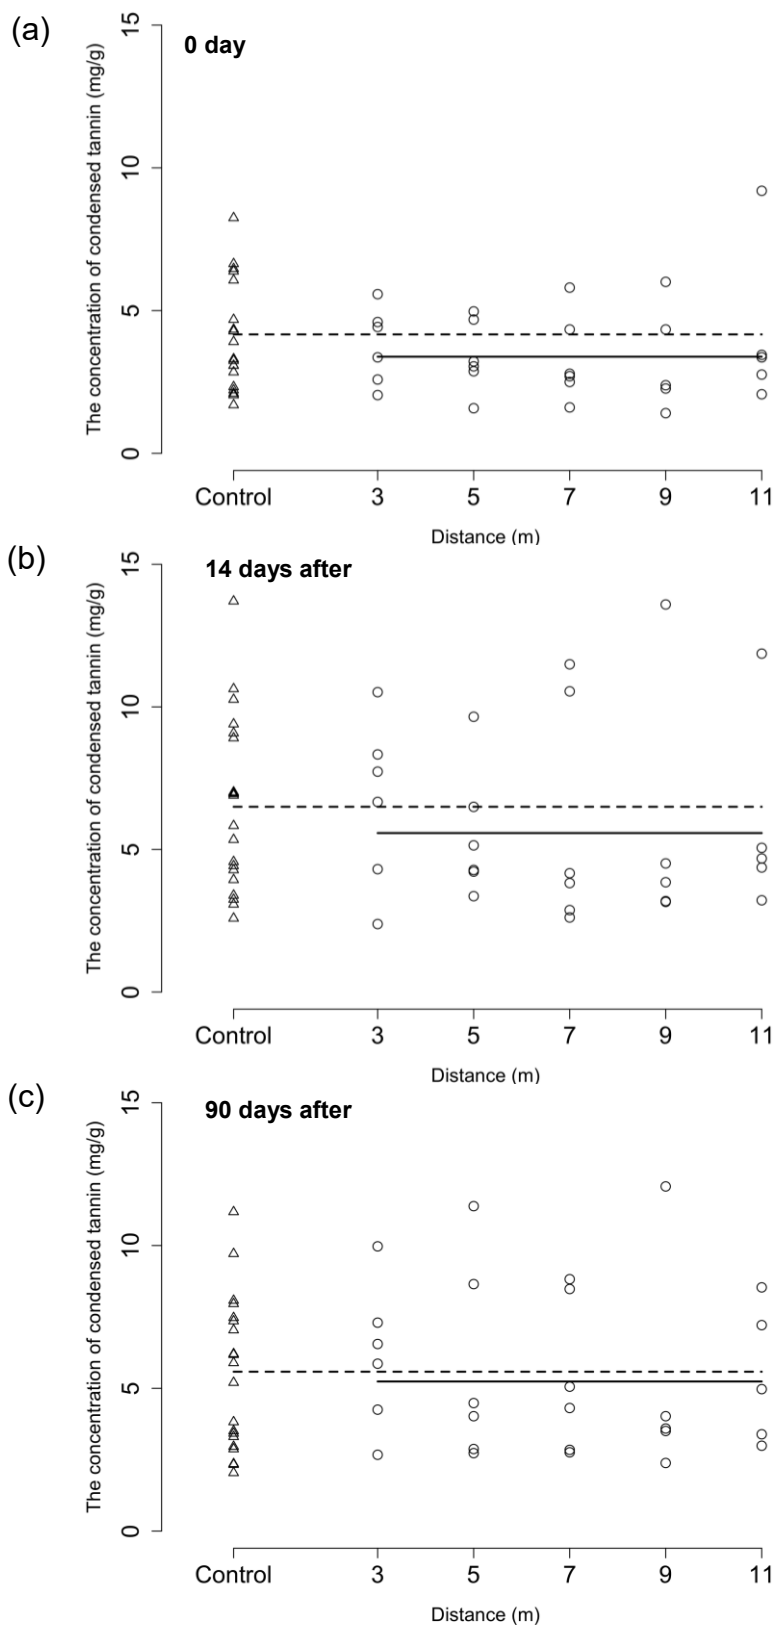 (a)
0 day
The concentration of condensed tannin (mg/g)
15
10
5
0
Control 3 5 7 9 11
Distance (m)
(b)
14 days after
The concentration of condensed tannin (mg/g)
15
10
5
0
Control 3 5 7 9 11
Distance (m)
(c)
90 days after
The concentration of condensed tannin (mg/g)
15
10
5
0
Control 3 5 7 9 11
Distance (m)